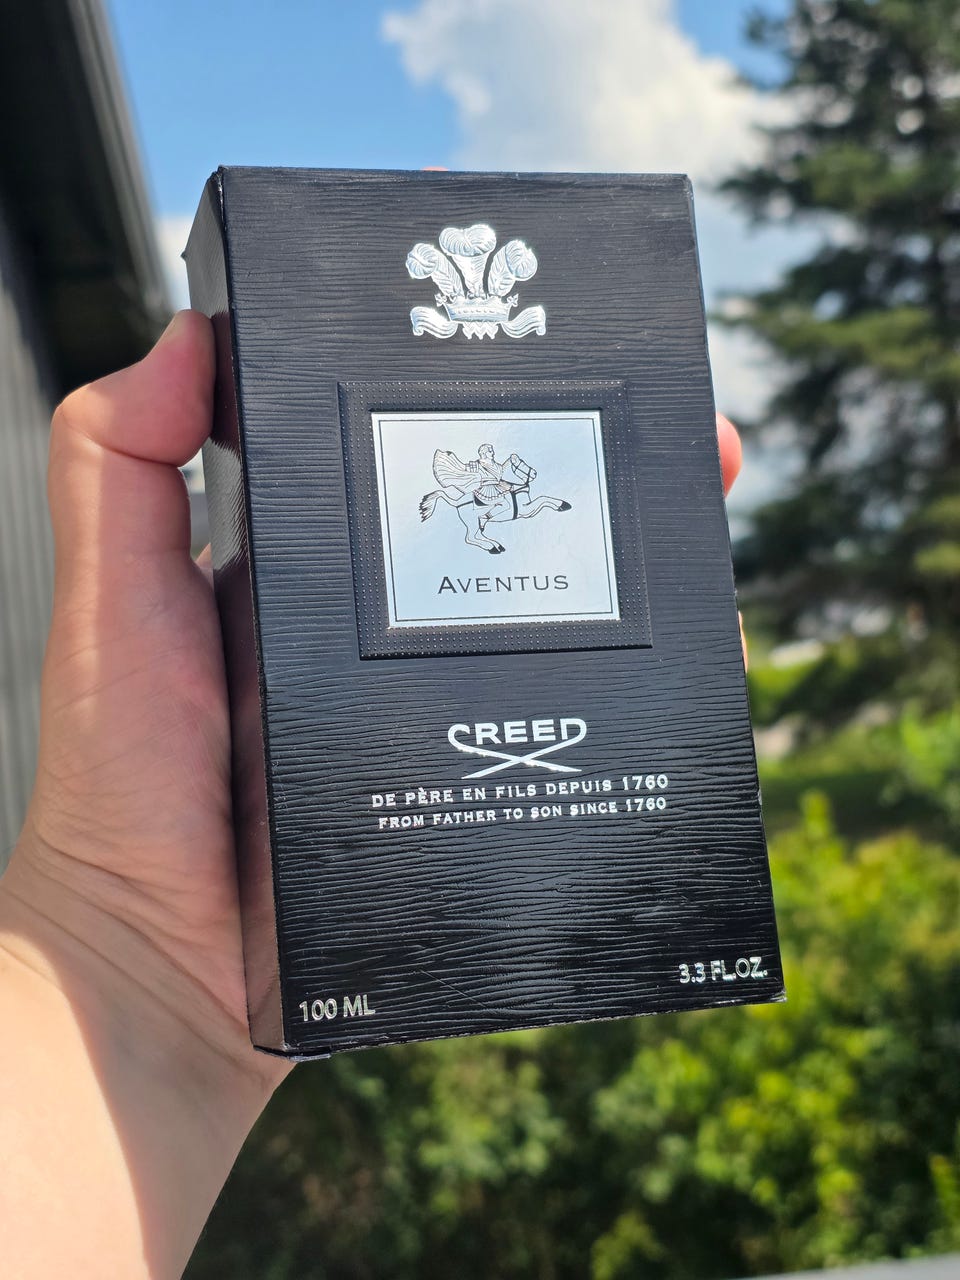 AVENTUS
CREED
DE PÈRE EN FILS DEPUIS 1760
FROM FATHER TO SON SINCE 1760
100 ML
3.3 FL.OZ.